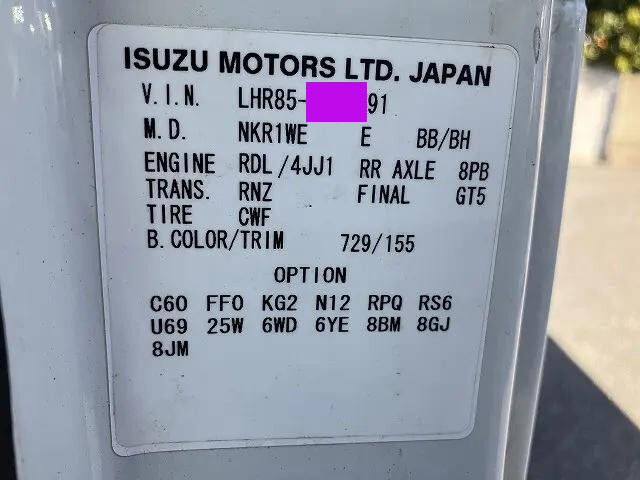 ISUZU MOTORS LTD. JAPAN
V.I.N. LHR85- 91
M.D. NKR1WE E BB/BH
ENGINE RDL/4JJ1 RR AXLE 8PB
TRANS. RNZ FINAL GT5
TIRE CWF
B.COLOR/TRIM 729/155
OPTION
C60 FF0 KG2 N12 RPQ RS6
U69 25W 6WD 6YE 8BM 8GJ
8JM